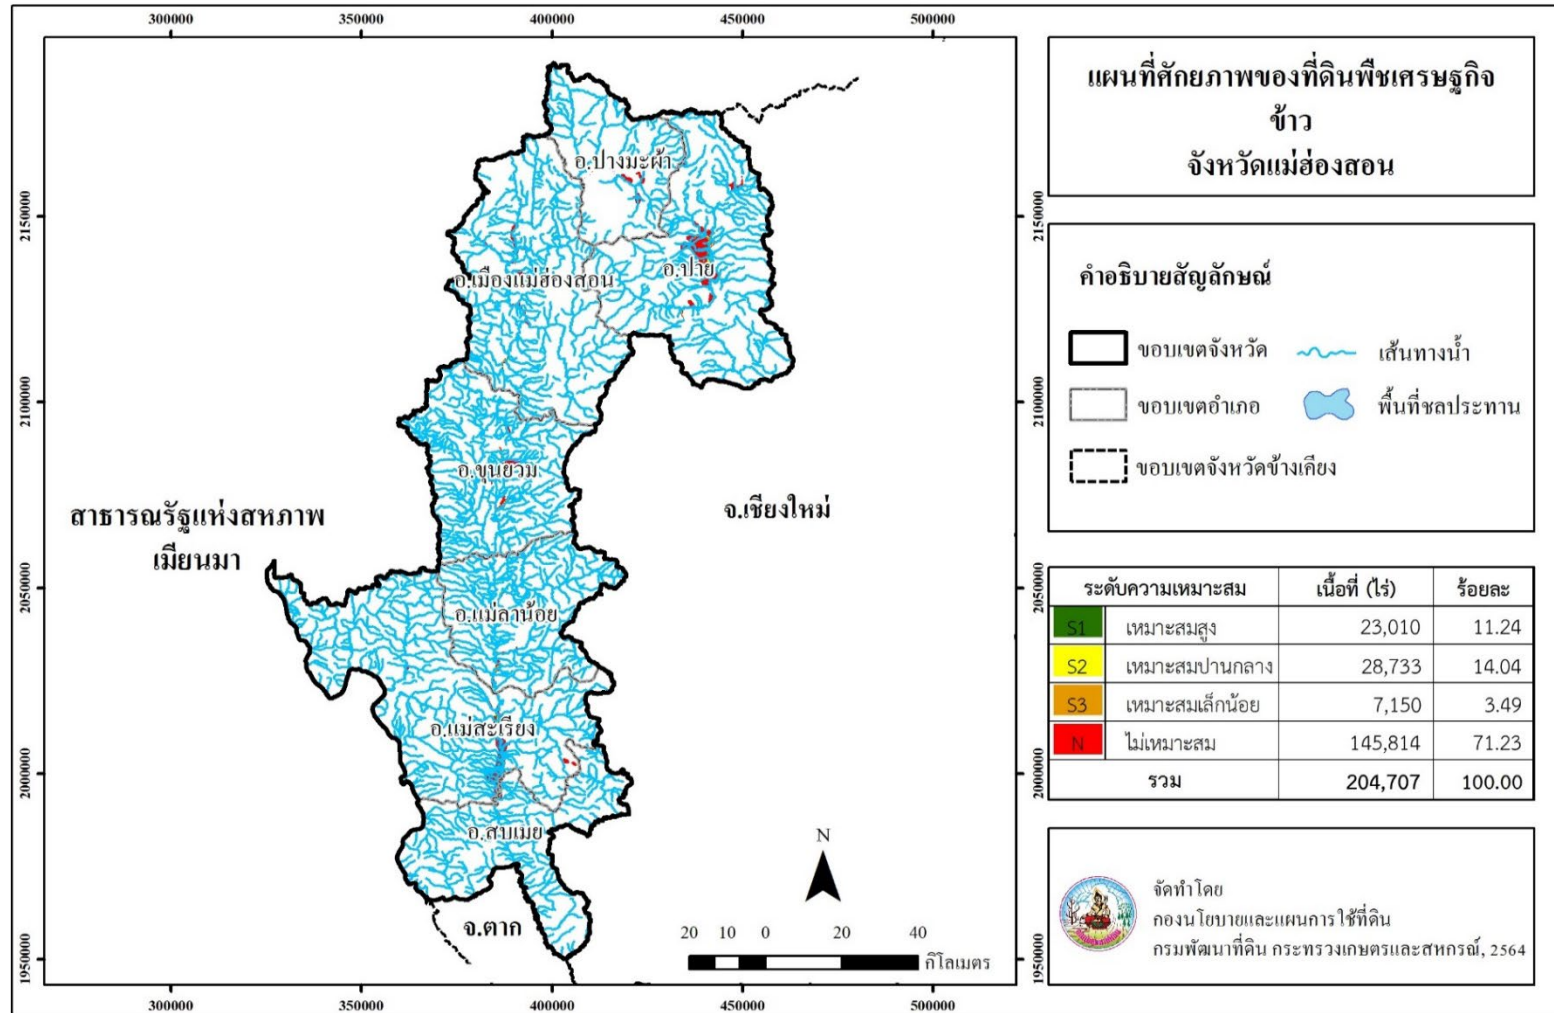 300000 350000 400000 450000 500000
แผนที่ศักยภาพของที่ดินพืชเศรษฐกิจ
ข้าว
จังหวัดแม่ฮ่องสอน
2150000 2150000
2100000 2100000
2050000 2050000
2000000 2000000
1950000 1950000
อ.ปางมะผ้า
อ.ปาย
อ.เมืองแม่ฮ่องสอน
อ.ขุนยวม
สาธารณรัฐแห่งสหภาพ
เมียนมา
จ.เชียงใหม่
อ.แม่ลาน้อย
อ.แม่สะเรียง
อ.สบเมย
จ.ตาก
N
20 10 0 20 40
กิโลเมตร
300000 350000 400000 450000 500000
คำอธิบายสัญลักษณ์
ขอบเขตจังหวัด เส้นทางน้ำ
ขอบเขตอำเภอ พื้นที่ชลประทาน
ขอบเขตจังหวัดข้างเคียง
ระดับความเหมาะสม เนื้อที่ (ไร่) ร้อยละ
S1 เหมาะสมสูง 23,010 11.24
S2 เหมาะสมปานกลาง 28,733 14.04
S3 เหมาะสมเล็กน้อย 7,150 3.49
N ไม่เหมาะสม 145,814 71.23
รวม 204,707 100.00
จัดทำโดย
กองนโยบายและแผนการใช้ที่ดิน
กรมพัฒนาที่ดิน กระทรวงเกษตรและสหกรณ์, 2564